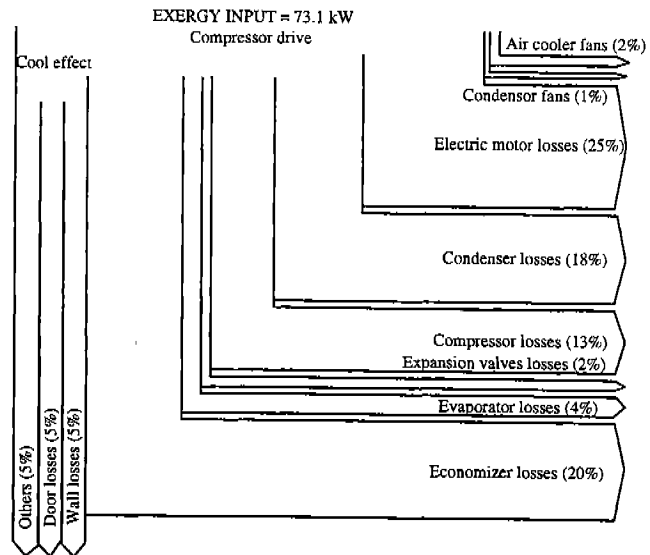 EXERGY INPUT = 73.1 kW
Compressor drive
Air cooler fans (2%)
Cool effect
Condensor fans (1%)
Electric motor losses (25%)
Condenser losses (18%)
Compressor losses (13%)
Expansion valves losses (2%)
Evaporator losses (4%)
Economizer losses (20%)
Others (5%)
Door losses (5%)
Wall losses (5%)